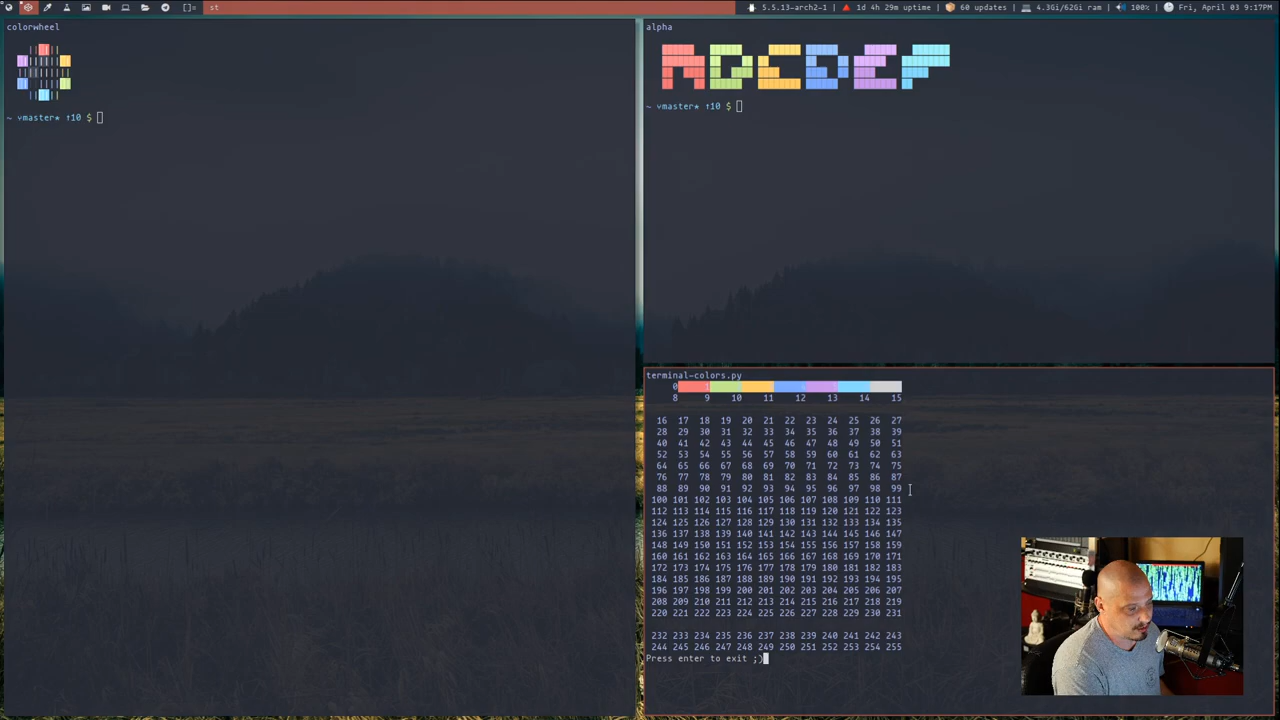 []= st 5.5.13-arch2-1 | 1d 4h 29m uptime | 60 updates | 4.3Gi/62Gi ram | 100% | Fri, April 03 9:17PM
colorwheel
~ master* ↑10 $
alpha
ABCDEF
~ master* ↑10 $
terminal-colors.py
0
8 9 10 11 12 13 14 15
16 17 18 19 20 21 22 23 24 25 26 27
28 29 30 31 32 33 34 35 36 37 38 39
40 41 42 43 44 45 46 47 48 49 50 51
52 53 54 55 56 57 58 59 60 61 62 63
64 65 66 67 68 69 70 71 72 73 74 75
76 77 78 79 80 81 82 83 84 85 86 87
88 89 90 91 92 93 94 95 96 97 98 99
100 101 102 103 104 105 106 107 108 109 110 111
112 113 114 115 116 117 118 119 120 121 122 123
124 125 126 127 128 129 130 131 132 133 134 135
136 137 138 139 140 141 142 143 144 145 146 147
148 149 150 151 152 153 154 155 156 157 158 159
160 161 162 163 164 165 166 167 168 169 170 171
172 173 174 175 176 177 178 179 180 181 182 183
184 185 186 187 188 189 190 191 192 193 194 195
196 197 198 199 200 201 202 203 204 205 206 207
208 209 210 211 212 213 214 215 216 217 218 219
220 221 222 223 224 225 226 227 228 229 230 231
232 233 234 235 236 237 238 239 240 241 242 243
244 245 246 247 248 249 250 251 252 253 254 255
Press enter to exit ;)